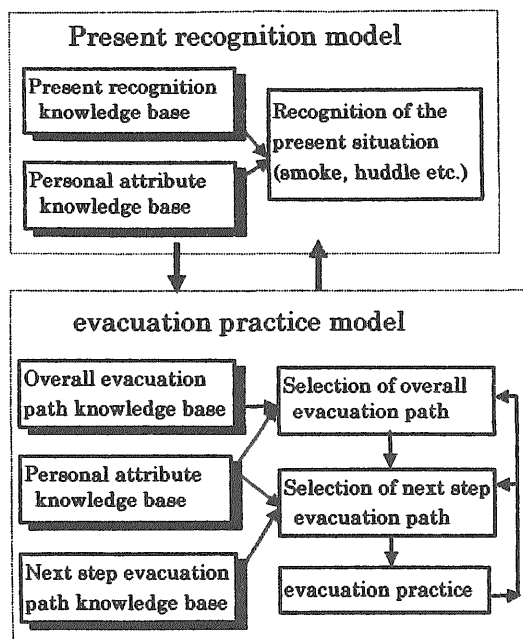 Present recognition model
Present recognition
knowledge base
Personal attribute
knowledge base
Recognition of the
present situation
(smoke, huddle etc.)
evacuation practice model
Overall evacuation
path knowledge base
Personal attribute
knowledge base
Next step evacuation
path knowledge base
Selection of overall
evacuation path
Selection of next step
evacuation path
evacuation practice